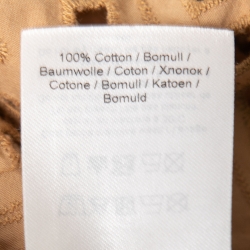 100% Cotton / Bomull /
Baumwolle / Coton / Хлопок /
Cotone / Bomull / Katoen /
Bomuld